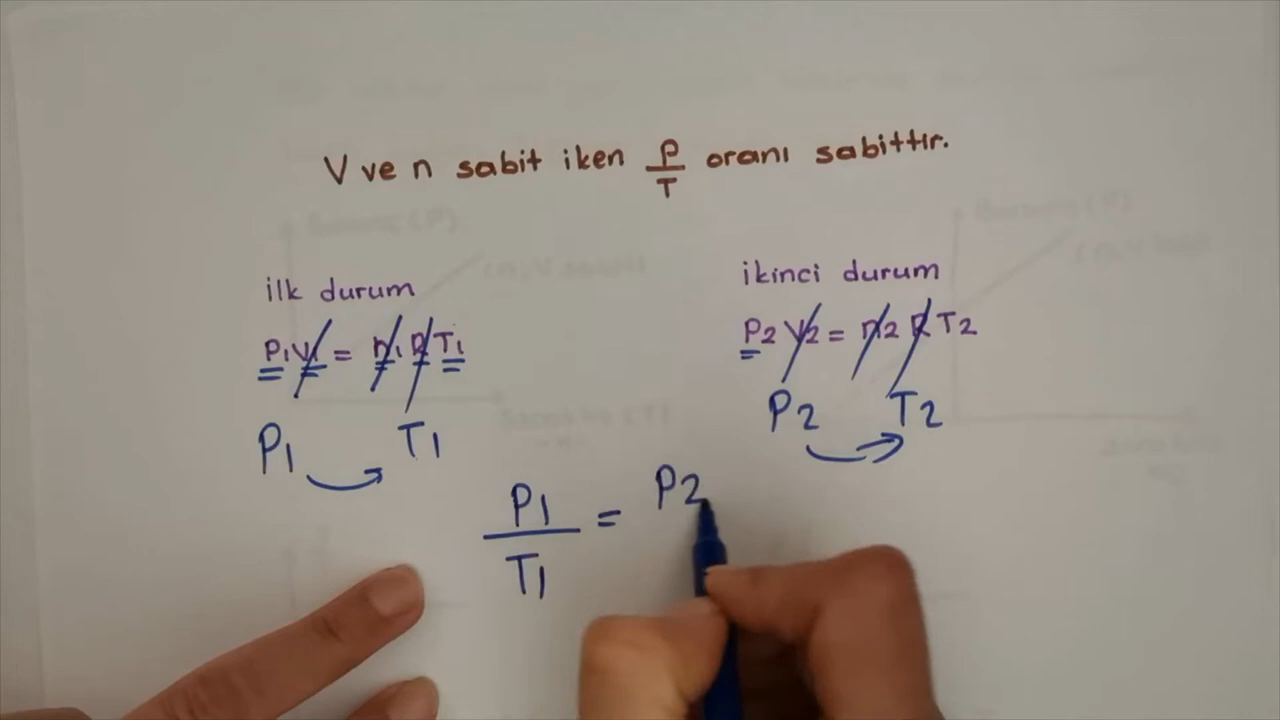 V ve n sabit iken P/T oranı sabittir.
ilk durum
P1V1 = n1RT1
P1 T1
ikinci durum
P2V2 = n2RT2
P2 T2
P1/T1 = P2